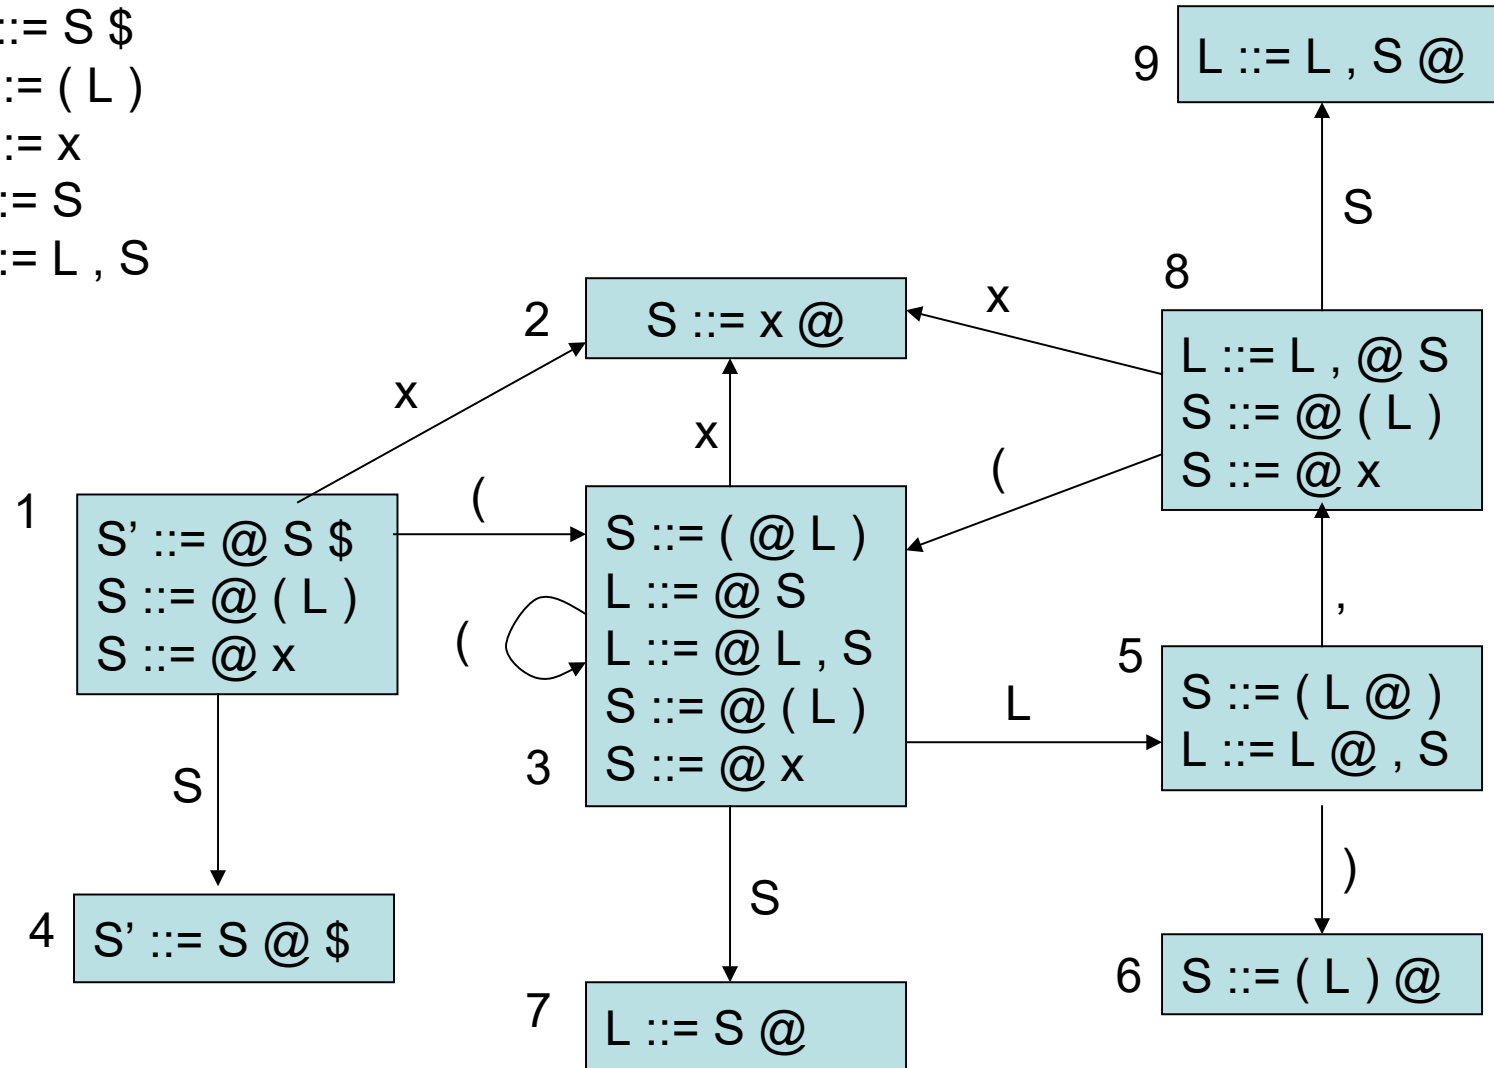 ::= S $
:= ( L )
:= x
:= S
:= L , S
9
L ::= L , S @
S
8
2
S ::= x @
x
L ::= L , @ S
S ::= @ ( L )
S ::= @ x
x
x
(
(
1
S’ ::= @ S $
S ::= @ ( L )
S ::= @ x
S ::= ( @ L )
L ::= @ S
L ::= @ L , S
S ::= @ ( L )
S ::= @ x
(
3
,
5
S ::= ( L @ )
L ::= L @ , S
L
S
S
)
4
S’ ::= S @ $
6
S ::= ( L ) @
7
L ::= S @